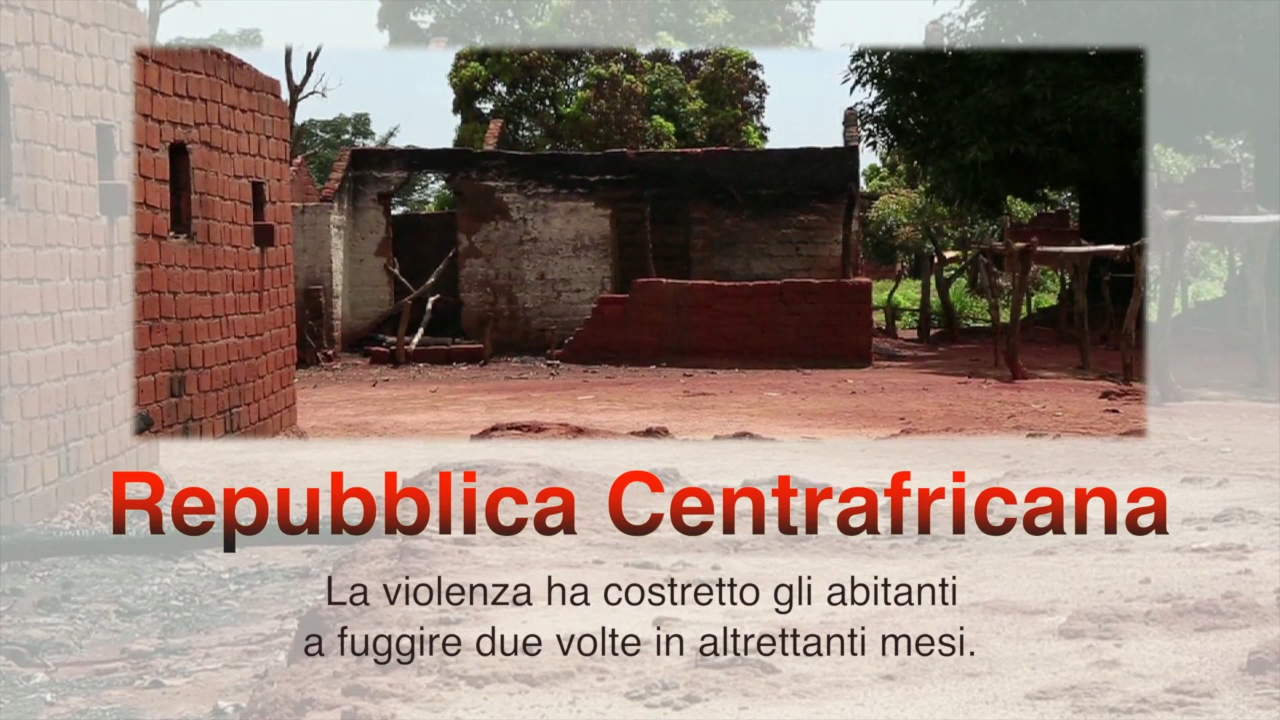 Repubblica Centrafricana
La violenza ha costretto gli abitanti
a fuggire due volte in altrettanti mesi.